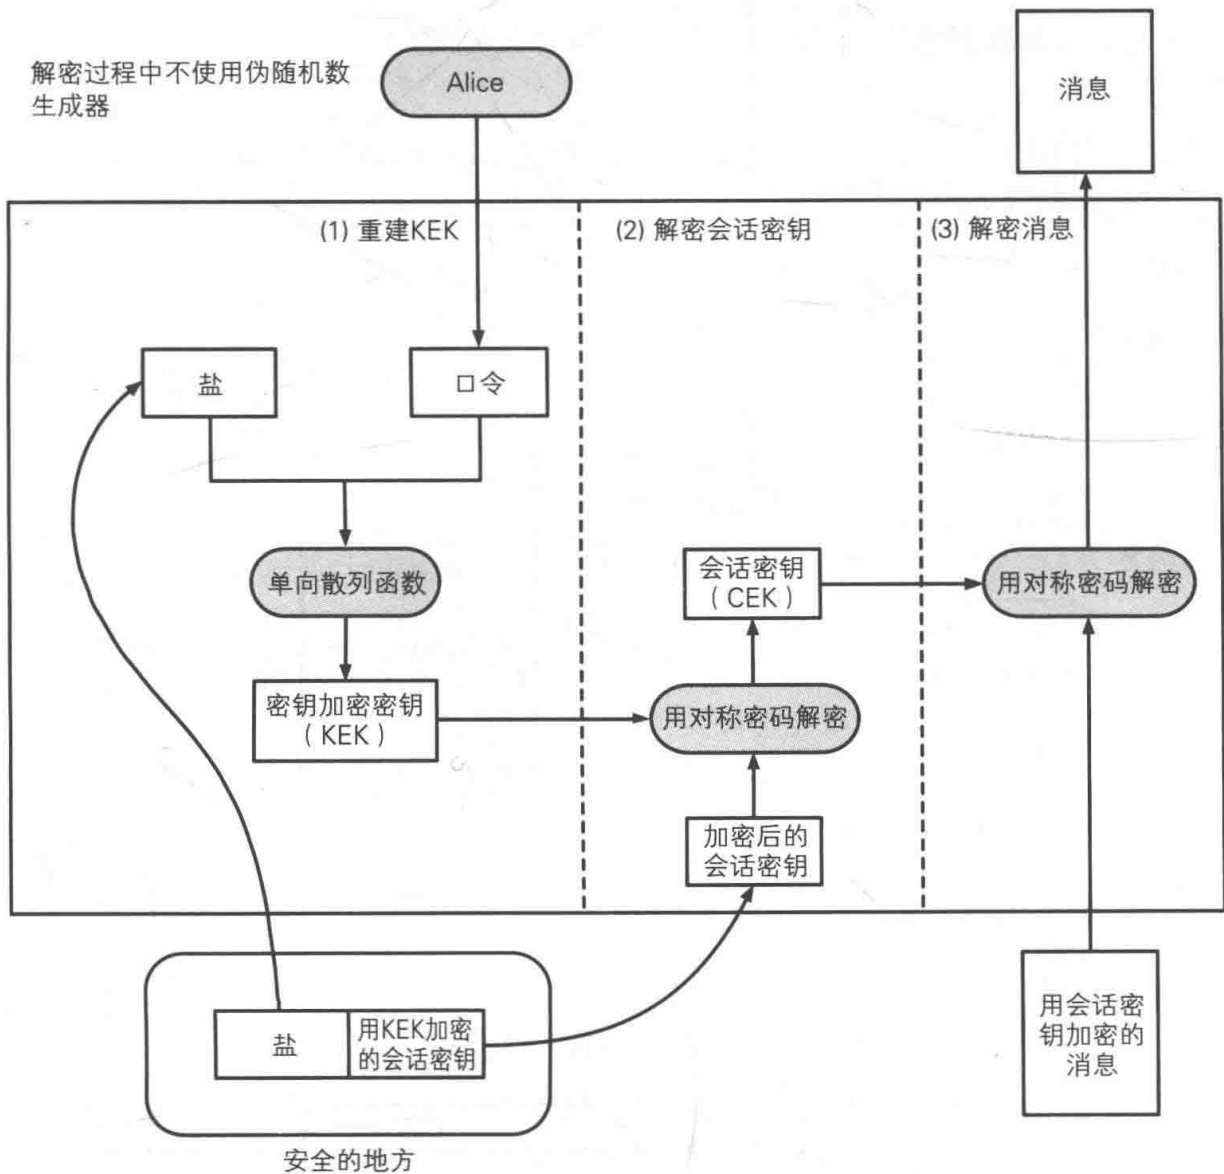 解密过程中不使用伪随机数
生成器
Alice
消息
(1) 重建KEK
(2) 解密会话密钥
(3) 解密消息
盐
口令
单向散列函数
会话密钥
（CEK）
用对称密码解密
密钥加密密钥
（KEK）
用对称密码解密
加密后的
会话密钥
盐
用KEK加密
的会话密钥
用会话密
钥加密的
消息
安全的地方